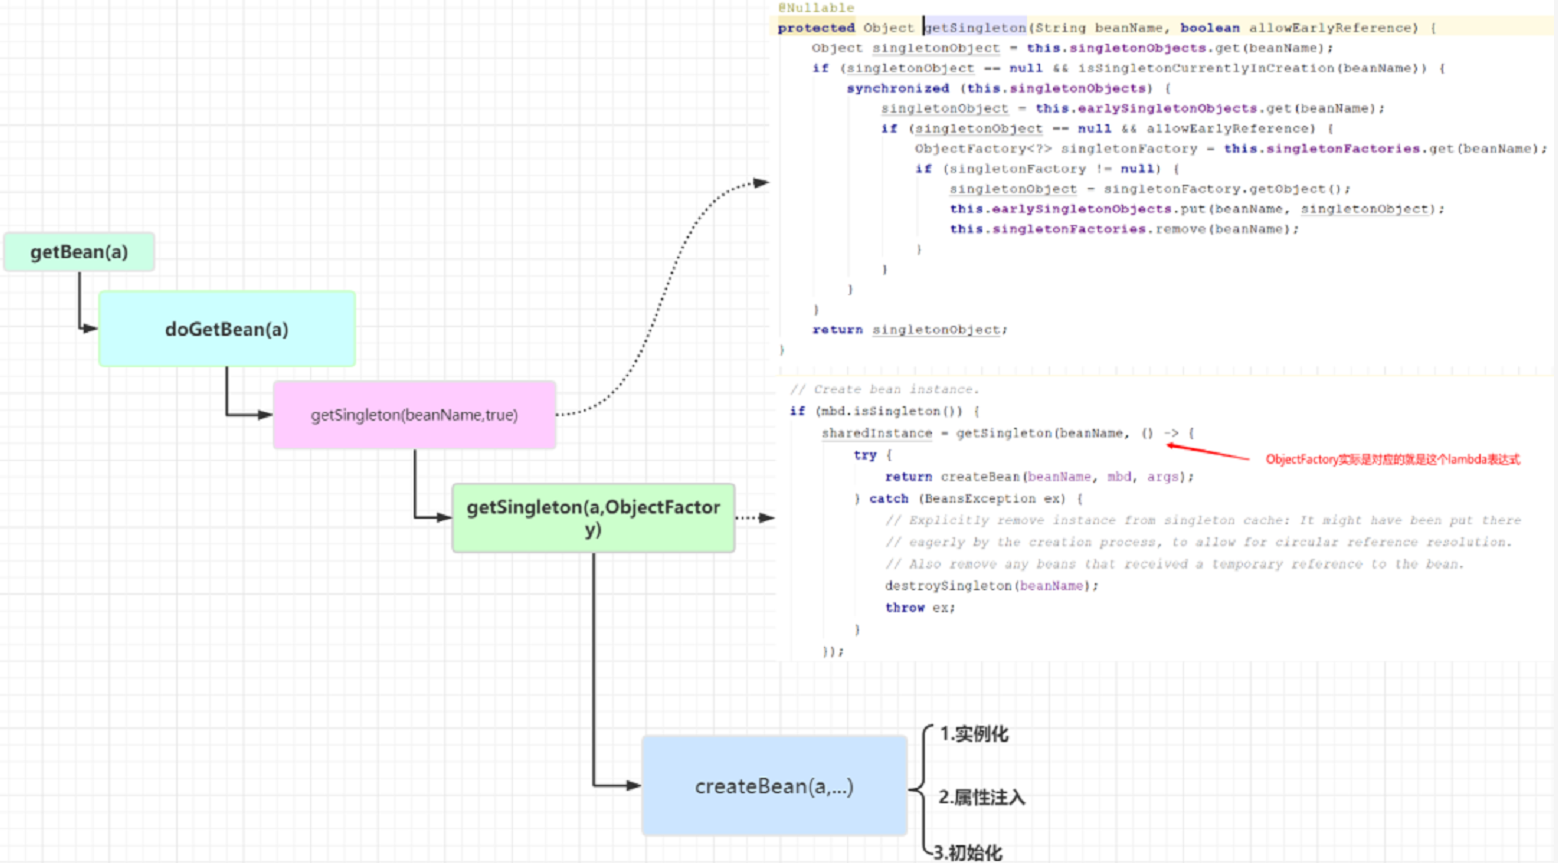 @Nullable
protected Object getSingleton(String beanName, boolean allowEarlyReference) {
Object singletonObject = this.singletonObjects.get(beanName);
if (singletonObject == null && isSingletonCurrentlyInCreation(beanName)) {
synchronized (this.singletonObjects) {
singletonObject = this.earlySingletonObjects.get(beanName);
if (singletonObject == null && allowEarlyReference) {
ObjectFactory<?> singletonFactory = this.singletonFactories.get(beanName);
if (singletonFactory != null) {
singletonObject = singletonFactory.getObject();
this.earlySingletonObjects.put(beanName, singletonObject);
this.singletonFactories.remove(beanName);
}
}
}
}
return singletonObject;
}
getBean(a)
doGetBean(a)
getSingleton(beanName,true)
getSingleton(a,ObjectFactor
y)
// Create bean instance.
if (mbd.isSingleton()) {
sharedInstance = getSingleton(beanName, () -> {
try {
return createBean(beanName, mbd, args);
} catch (BeansException ex) {
// Explicitly remove instance from singleton cache: It might have been put there
// eagerly by the creation process, to allow for circular reference resolution.
// Also remove any beans that received a temporary reference to the bean.
destroySingleton(beanName);
throw ex;
}
});
ObjectFactory实际是对应的就是这个lambda表达式
createBean(a,...)
1.实例化
2.属性注入
3.初始化